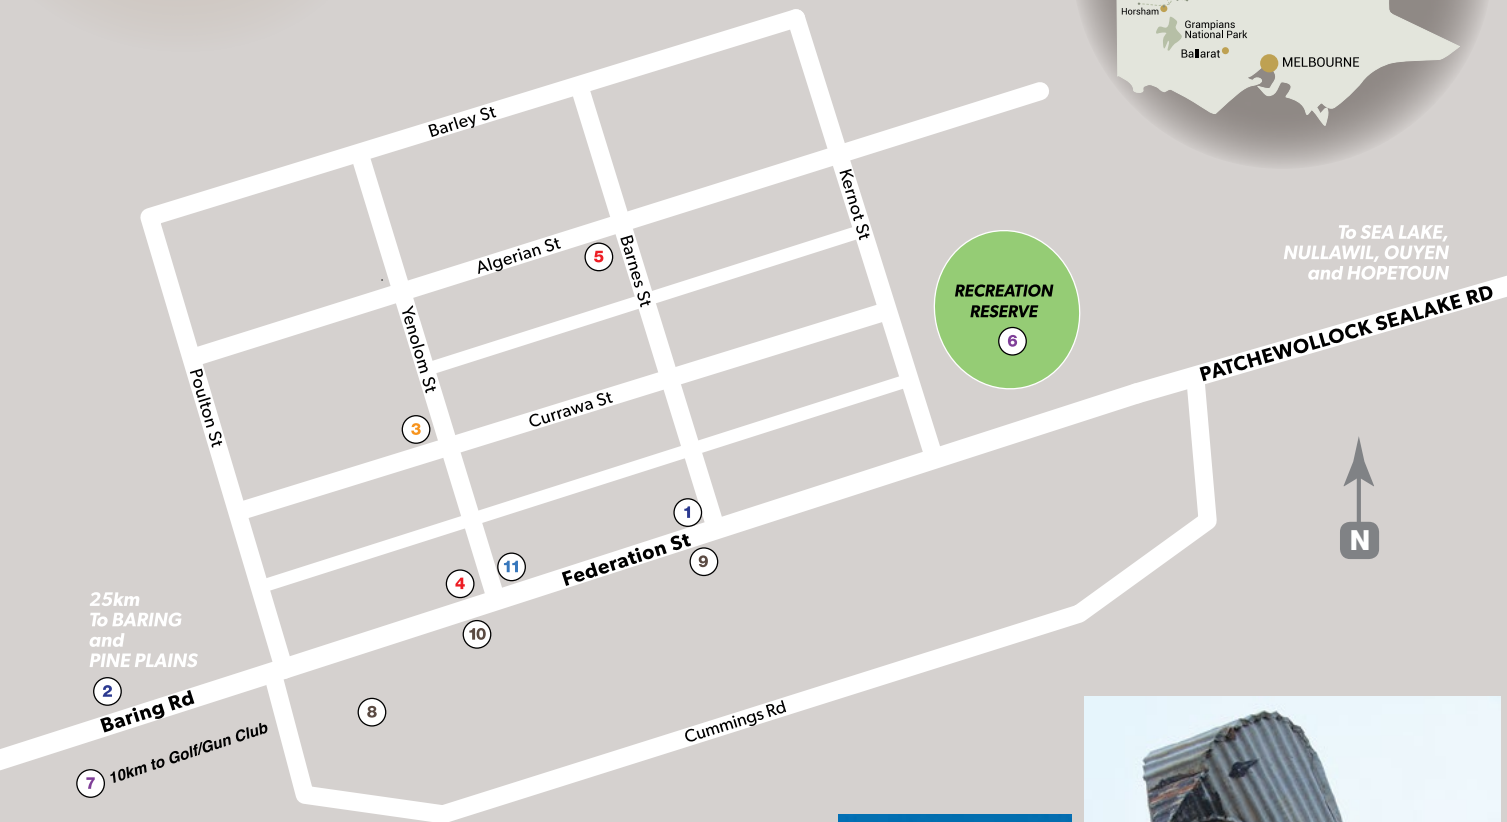 Horsham
Grampians
National Park
Ballarat
MELBOURNE
Barley St
Kernot St
Algerian St
5
Barnes St
To SEA LAKE,
NULLAWIL, OUYEN
and HOPETOUN
RECREATION
RESERVE
6
PATCHEWOLLOCK SEALAKE RD
Yenolom St
Poulton St
Currawa St
3
1
Federation St
9
N
11
4
10
25km
To BARING
and
PINE PLAINS
2
Baring Rd
8
Cummings Rd
7
10km to Golf/Gun Club